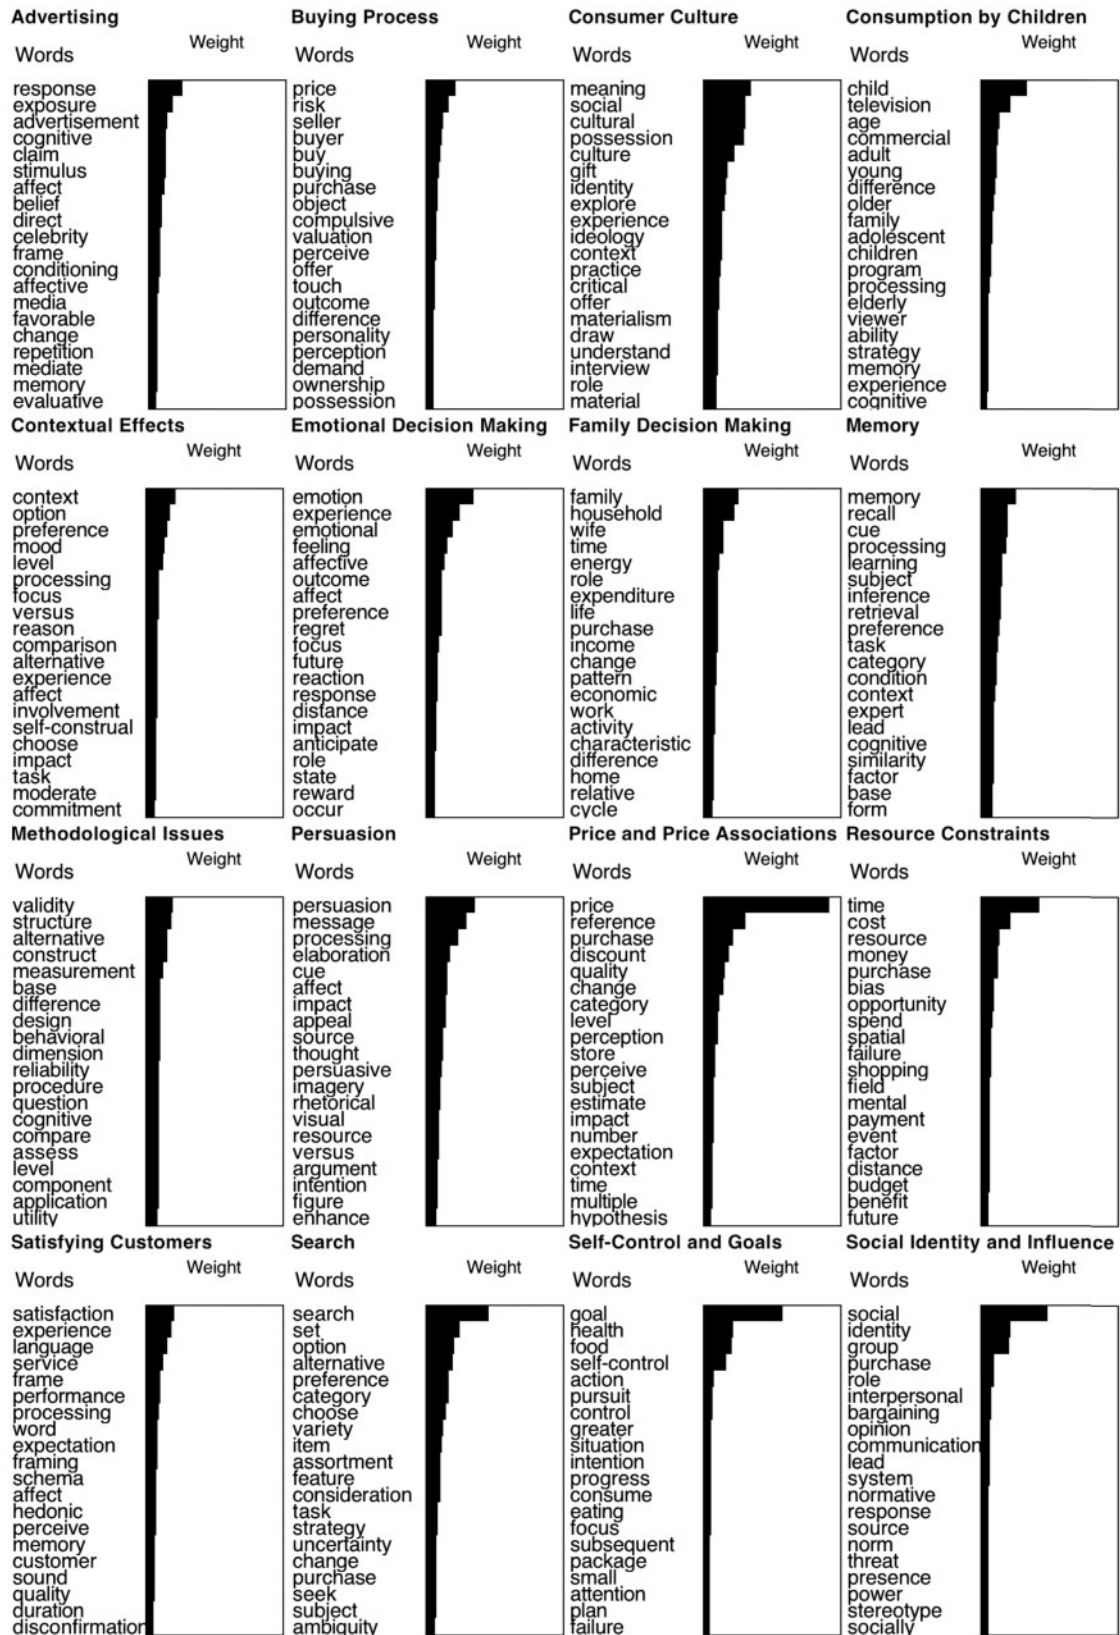 Advertising
Words
Weight
response
exposure
advertisement
cognitive
claim
stimulus
affect
belief
direct
celebrity
frame
conditioning
affective
media
favorable
change
repetition
mediate
memory
evaluative
Buying Process
Words
Weight
price
risk
seller
buyer
buy
buying
purchase
object
compulsive
valuation
perceive
offer
touch
outcome
difference
personality
perception
demand
ownership
possession
Consumer Culture
Words
Weight
meaning
social
cultural
possession
culture
gift
identity
explore
experience
ideology
context
practice
critical
offer
materialism
draw
understand
interview
role
material
Consumption by Children
Words
Weight
child
television
age
commercial
adult
young
difference
older
family
adolescent
children
program
processing
elderly
viewer
ability
strategy
memory
experience
cognitive
Contextual Effects
Words
Weight
context
option
preference
mood
level
processing
focus
versus
reason
comparison
alternative
experience
affect
involvement
self-construal
choose
impact
task
moderate
commitment
Emotional Decision Making
Words
Weight
emotion
experience
emotional
feeling
affective
outcome
affect
preference
regret
focus
future
reaction
response
distance
impact
anticipate
role
state
reward
occur
Family Decision Making
Words
Weight
family
household
wife
time
energy
role
expenditure
life
purchase
income
change
pattern
economic
work
activity
characteristic
difference
home
relative
cycle
Memory
Words
Weight
memory
recall
cue
processing
learning
subject
inference
retrieval
preference
task
category
condition
context
expert
lead
cognitive
similarity
factor
base
form
Methodological Issues
Words
Weight
validity
structure
alternative
construct
measurement
base
difference
design
behavioral
dimension
reliability
procedure
question
cognitive
compare
assess
level
component
application
utility
Persuasion
Words
Weight
persuasion
message
processing
elaboration
cue
affect
impact
appeal
source
thought
persuasive
imagery
rhetorical
visual
resource
versus
argument
intention
figure
enhance
Price and Price Associations
Words
Weight
price
reference
purchase
discount
quality
change
category
level
perception
store
perceive
subject
estimate
impact
number
expectation
context
time
multiple
hypothesis
Resource Constraints
Words
Weight
time
cost
resource
money
purchase
bias
opportunity
spend
spatial
failure
shopping
field
mental
payment
event
factor
distance
budget
benefit
future
Satisfying Customers
Words
Weight
satisfaction
experience
language
service
frame
performance
processing
word
expectation
framing
schema
affect
hedonic
perceive
memory
customer
sound
quality
duration
disconfirmation
Search
Words
Weight
search
set
option
alternative
preference
category
choose
variety
item
assortment
feature
consideration
task
strategy
uncertainty
change
purchase
seek
subject
ambiguity
Self-Control and Goals
Words
Weight
goal
health
food
self-control
action
pursuit
control
greater
situation
intention
progress
consume
eating
focus
subsequent
package
small
attention
plan
failure
Social Identity and Influence
Words
Weight
social
identity
group
purchase
role
interpersonal
bargaining
opinion
communication
lead
system
normative
response
source
norm
threat
presence
power
stereotype
socially